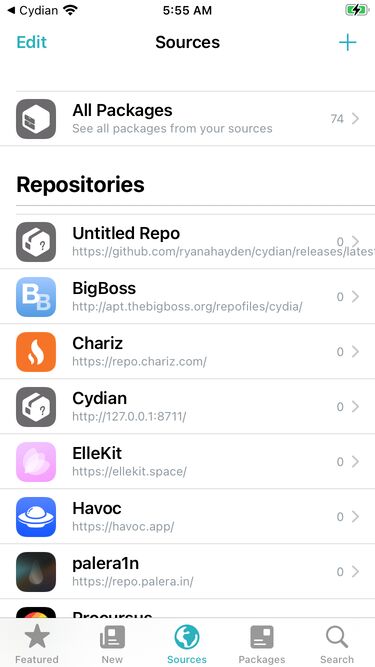 ◀ Cydian 5:55 AM
Edit Sources +
All Packages
See all packages from your sources
74
Repositories
Untitled Repo
https://github.com/ryanahayden/cydian/releases/latest
0
BigBoss
http://apt.thebigboss.org/repofiles/cydia/
0
Chariz
https://repo.chariz.com/
0
Cydian
http://127.0.0.1:8711/
0
ElleKit
https://ellekit.space/
0
Havoc
https://havoc.app/
0
palera1n
https://repo.palera.in/
0
Procursus
Featured New Sources Packages Search